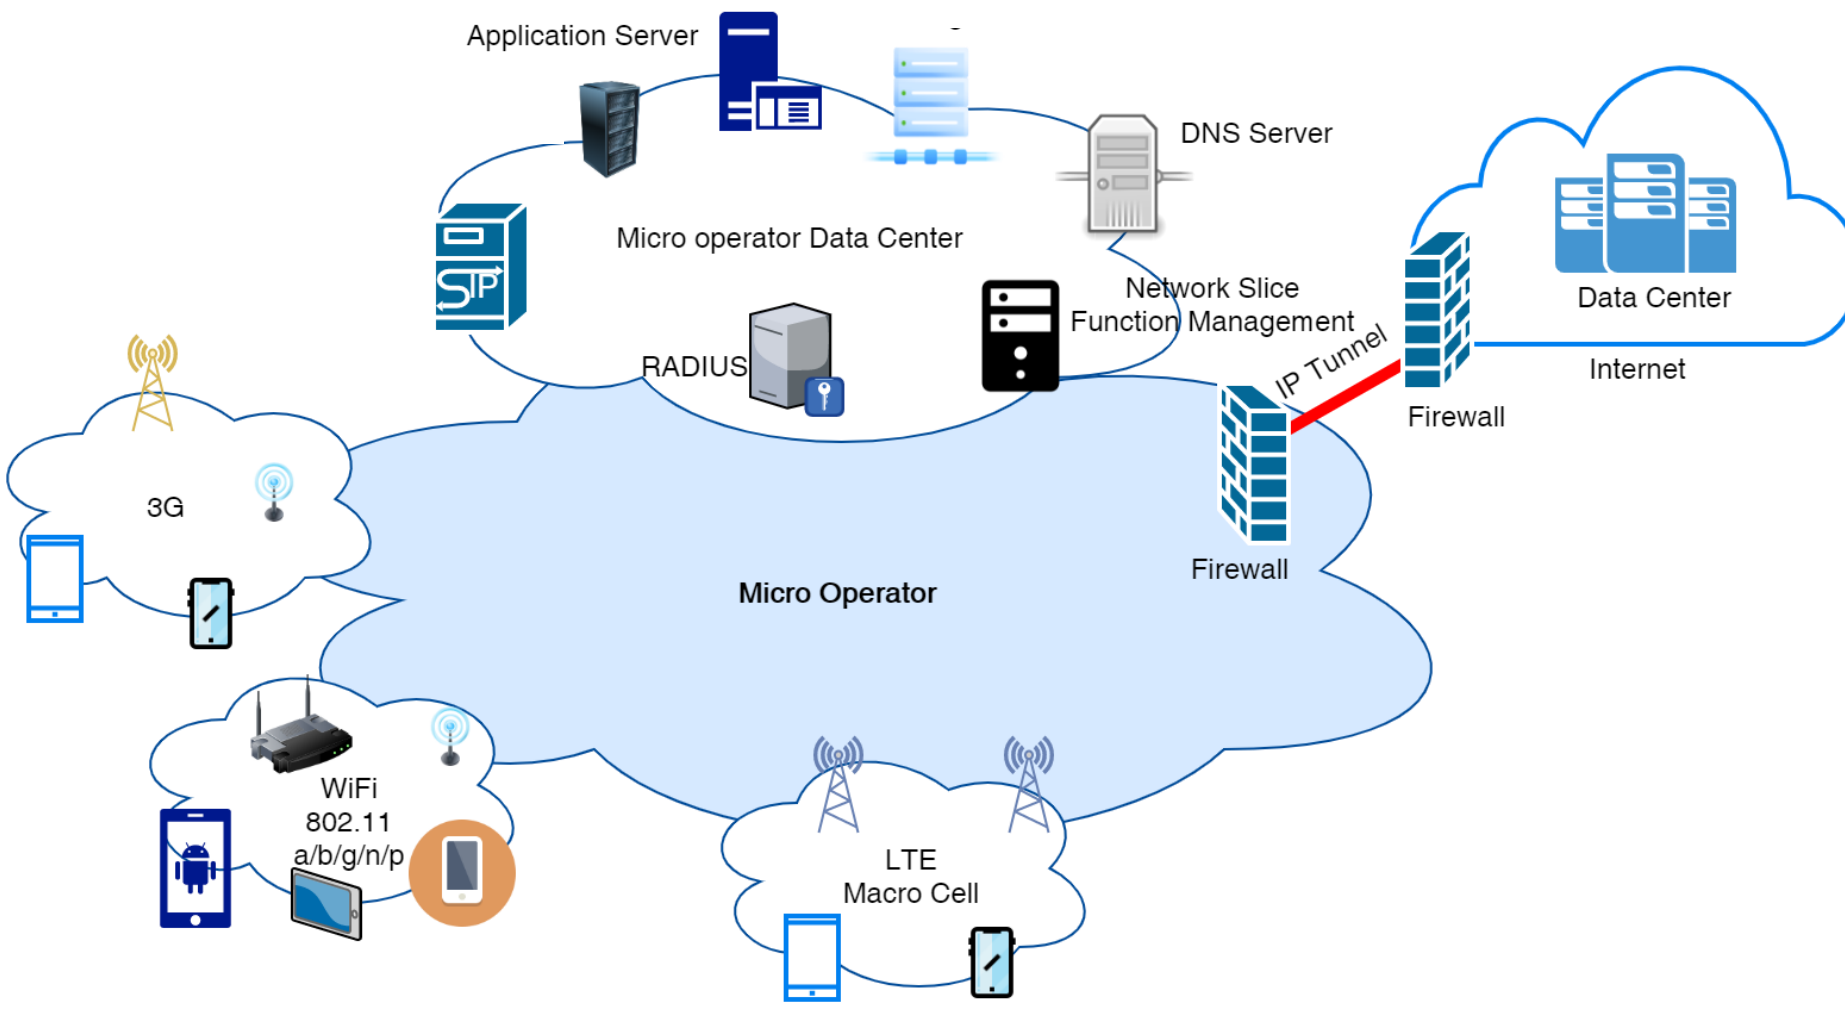 Application Server
DNS Server
Micro operator Data Center
SIP
Network Slice
Function Management
RADIUS
IP Tunnel
Data Center
Internet
Firewall
Firewall
3G
Micro Operator
WiFi
802.11
a/b/g/n/p
LTE
Macro Cell